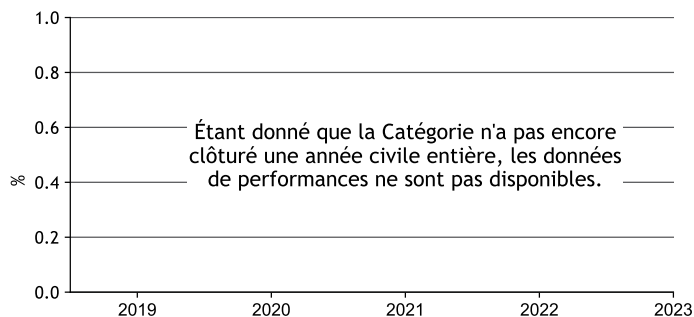 1.0
0.8
Étant donné que la Catégorie n'a pas encore
0.6
clôturé une année civile entière, les données
%
0.4
de performances ne sont pas disponibles.
0.2
0.0
2019 2020 2021 2022 2023